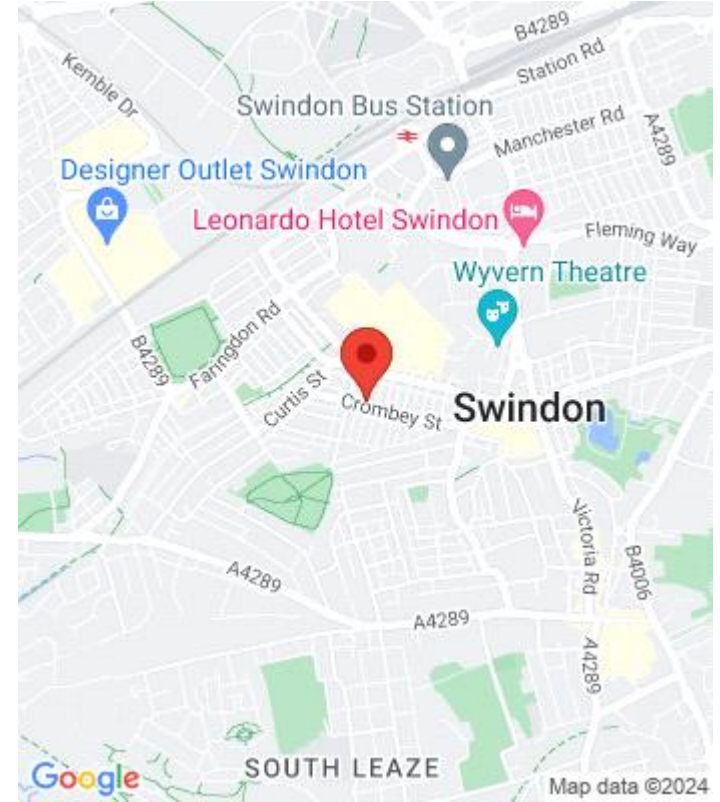 B4289
Station Rd
Kemble Dr
Swindon Bus Station
Manchester Rd
A4289
Designer Outlet Swindon
Leonardo Hotel Swindon
Fleming Way
Wyvern Theatre
Faringdon Rd
B4289
Curtis St
Crombey St
Swindon
Victoria Rd
B4006
A4289
A4289
A4289
SOUTH LEAZE
Google
Map data ©2024